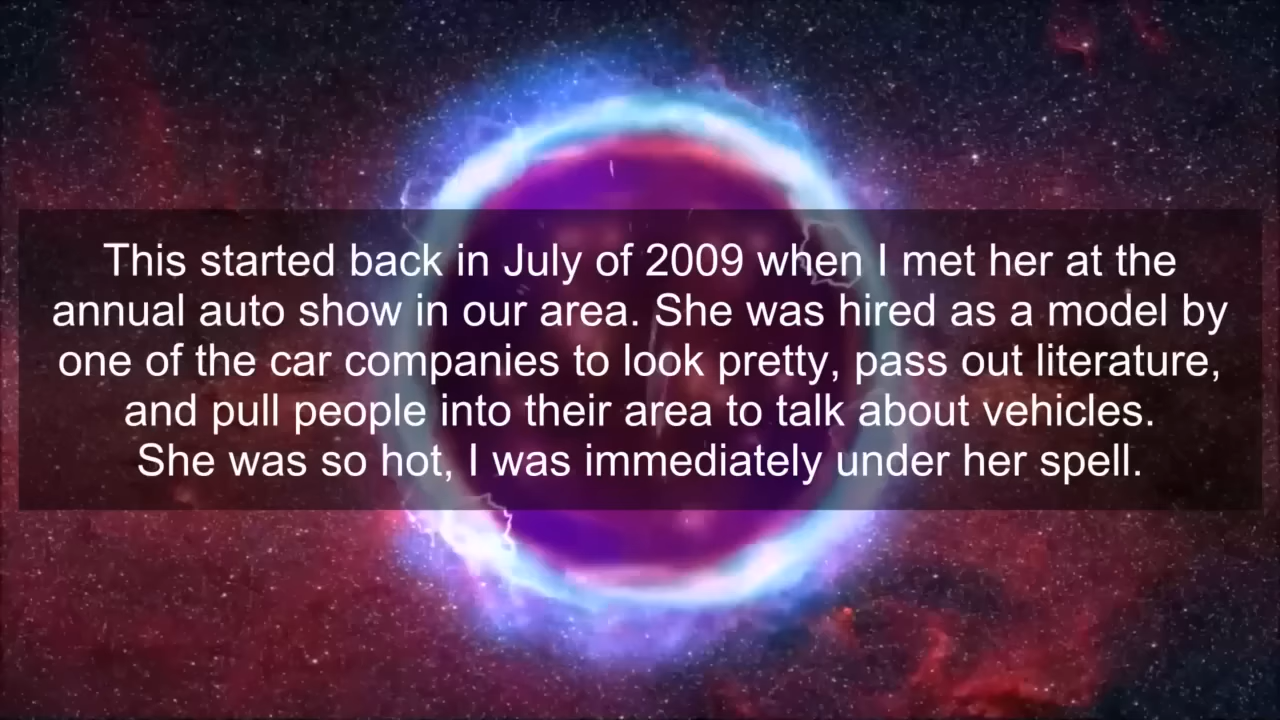 This started back in July of 2009 when I met her at the
annual auto show in our area. She was hired as a model by
one of the car companies to look pretty, pass out literature,
and pull people into their area to talk about vehicles.
She was so hot, I was immediately under her spell.